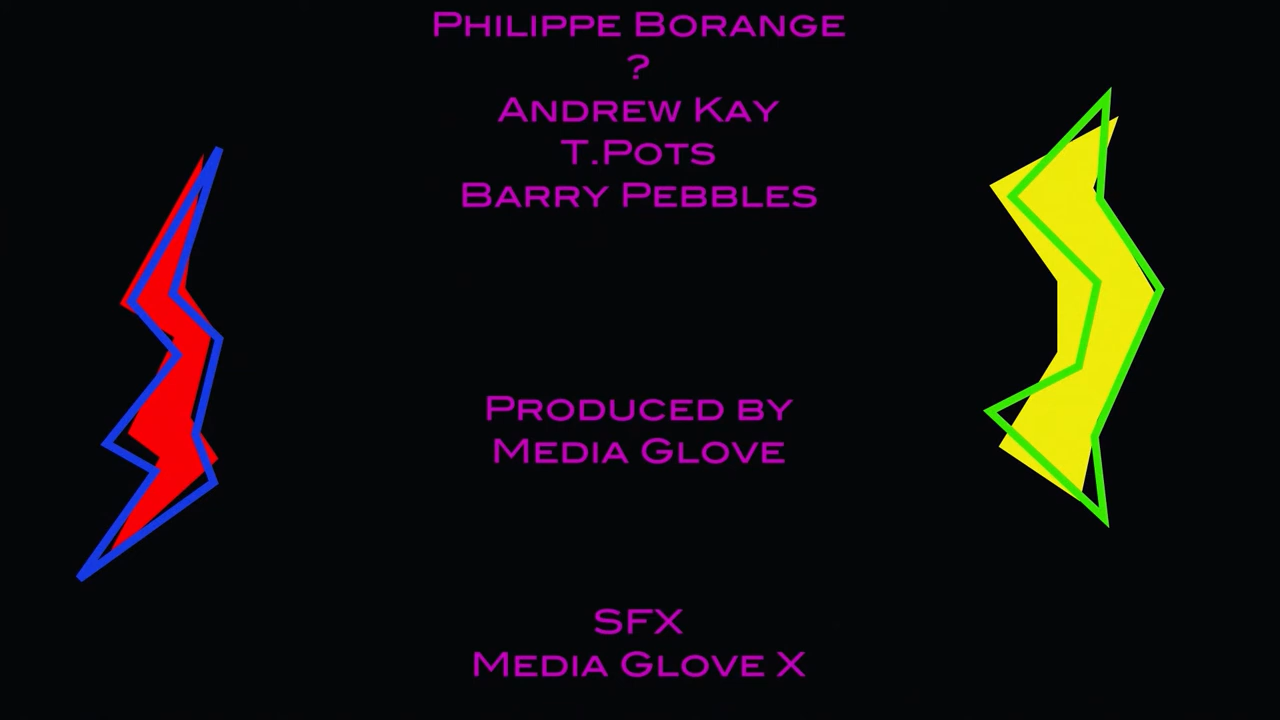 Philippe Borange
?
Andrew Kay
T.Pots
Barry Pebbles
Produced by
Media Glove
SFX
Media Glove X